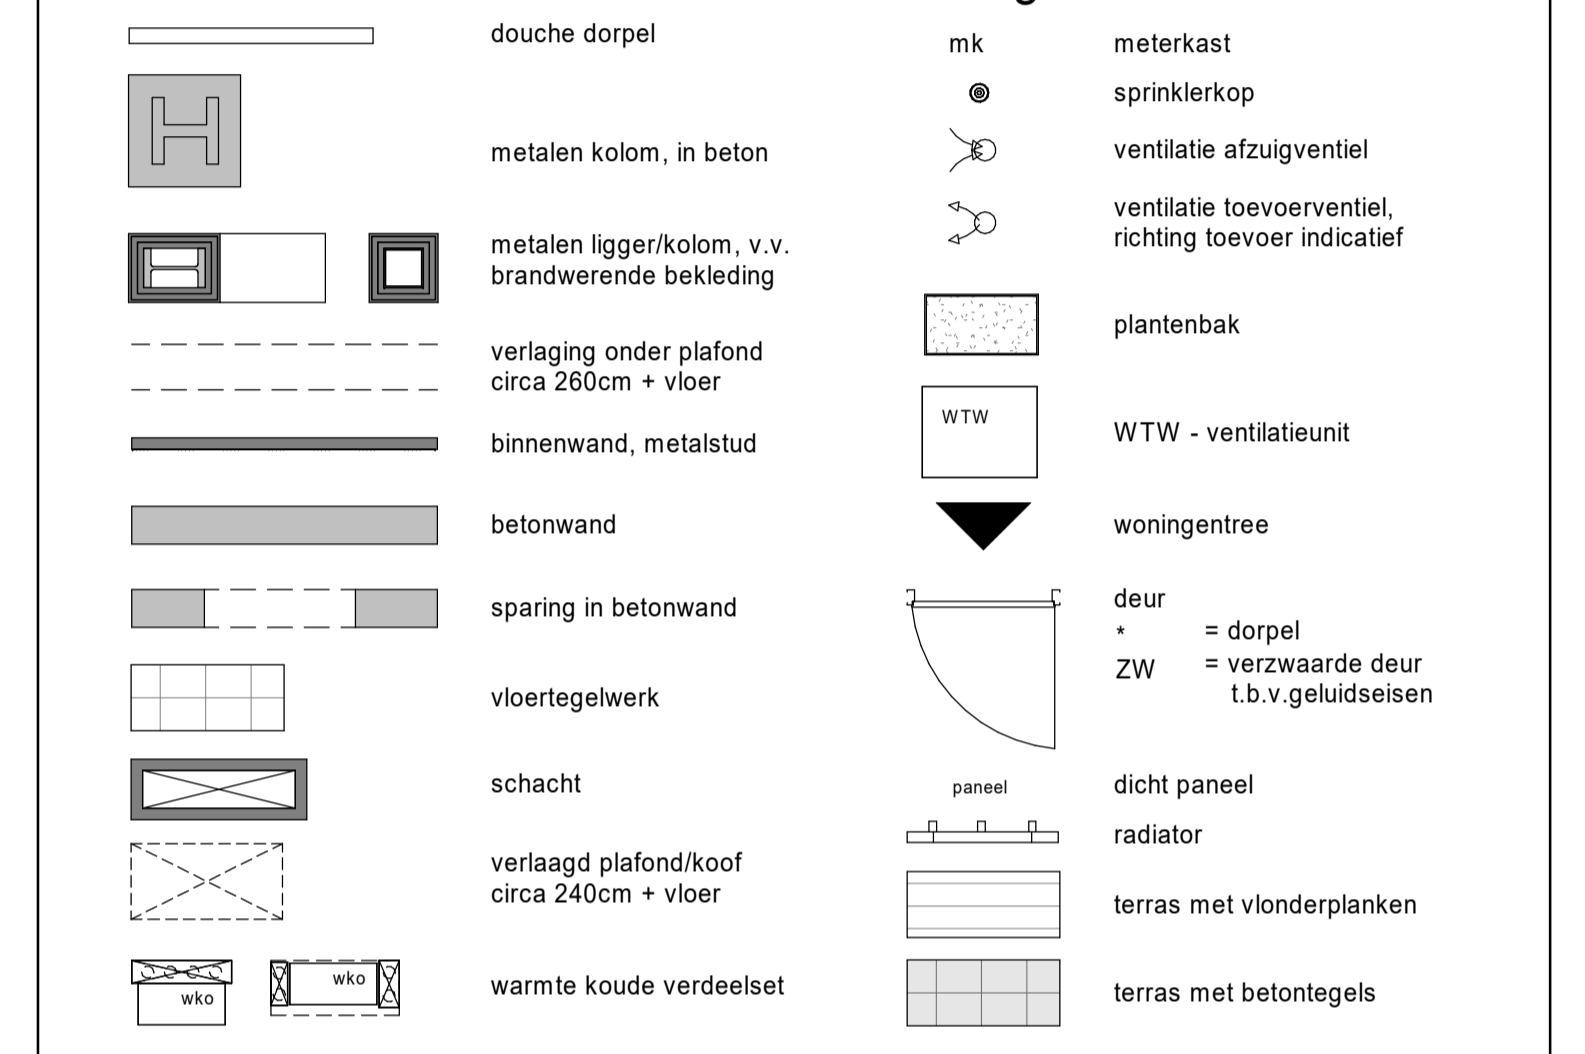 douche dorpel
metalen kolom, in beton
metalen ligger/kolom, v.v.
brandwerende bekleding
verlaging onder plafond
circa 260cm + vloer
binnenwand, metalstud
betonwand
sparing in betonwand
vloertegelwerk
schacht
verlaagd plafond/koof
circa 240cm + vloer
wko
wko
warmte koude verdeelset
mk meterkast
sprinklerkop
ventilatie afzuigventiel
ventilatie toevoerventiel,
richting toevoer indicatief
plantenbak
WTW
WTW - ventilatieunit
woningentree
deur
* = dorpel
ZW = verzwaarde deur
t.b.v.geluidseisen
paneel dicht paneel
radiator
terras met vlonderplanken
terras met betontegels